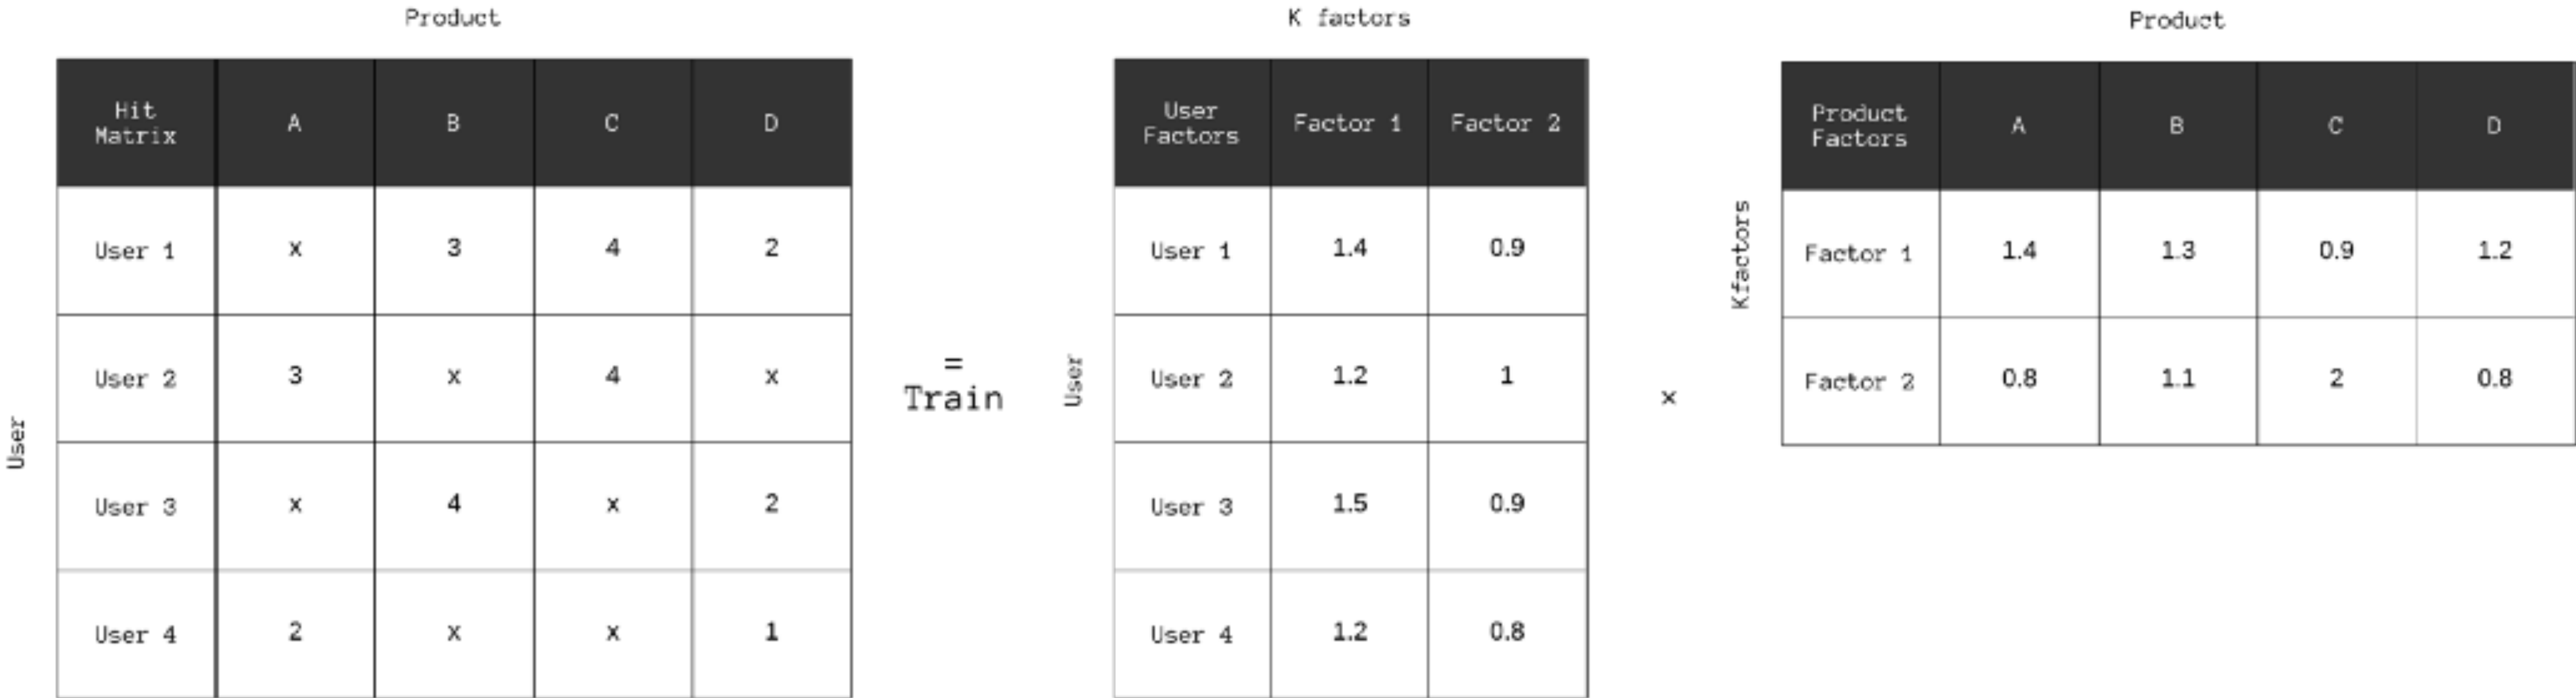 Product
Hit Matrix A B C D
User 1 x 3 4 2
User 2 3 x 4 x
User 3 x 4 x 2
User 4 2 x x 1
User
=
Train
K factors
User Factors Factor 1 Factor 2
User 1 1.4 0.9
User 2 1.2 1
User 3 1.5 0.9
User 4 1.2 0.8
User
x
Product
Product Factors A B C D
Factor 1 1.4 1.3 0.9 1.2
Factor 2 0.8 1.1 2 0.8
Kfactors